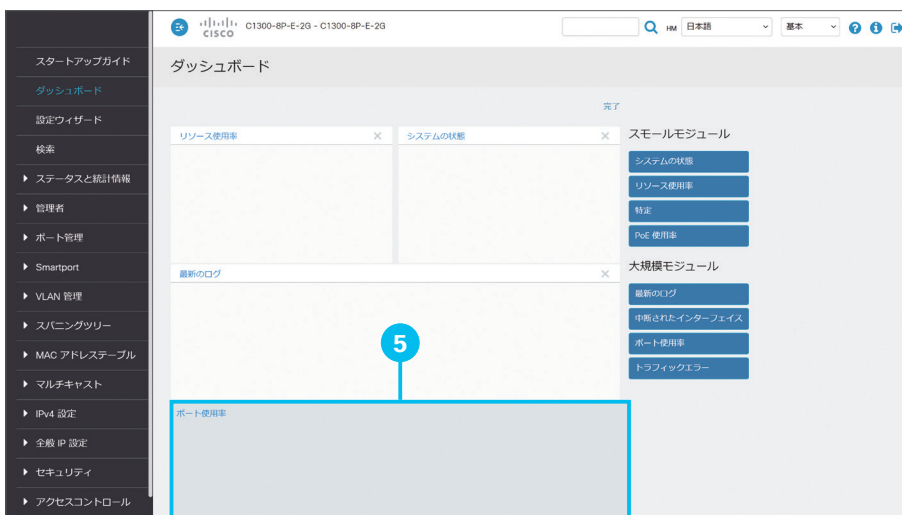 CISCO
C1300-8P-E-2G - C1300-8P-E-2G
HM
日本語
基本
スタートアップガイド
ダッシュボード
設定ウィザード
検索
ステータスと統計情報
管理者
ポート管理
Smartport
VLAN 管理
スパニングツリー
MAC アドレステーブル
マルチキャスト
IPv4 設定
全般 IP 設定
セキュリティ
アクセスコントロール
ダッシュボード
完了
リソース使用率
システムの状態
最新のログ
5
ポート使用率
スモールモジュール
システムの状態
リソース使用率
特定
PoE 使用率
大規模モジュール
最新のログ
中断されたインターフェイス
ポート使用率
トラフィックエラー